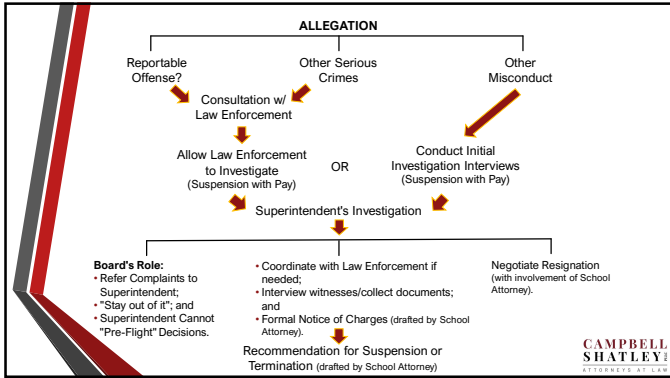 ALLEGATION
Reportable
Offense?
Other Serious
Crimes
Other
Misconduct
Consultation w/
Law Enforcement
Allow Law Enforcement
to Investigate
(Suspension with Pay)
OR
Conduct Initial
Investigation Interviews
(Suspension with Pay)
Superintendent's Investigation
Board's Role:
• Refer Complaints to
Superintendent;
• "Stay out of it"; and
• Superintendent Cannot
"Pre-Flight" Decisions.
• Coordinate with Law Enforcement if
needed;
• Interview witnesses/collect documents;
and
• Formal Notice of Charges (drafted by School
Attorney).
Negotiate Resignation
(with involvement of School
Attorney).
Recommendation for Suspension or
Termination (drafted by School Attorney)
CAMPBELL
SHATLEY PLLC
ATTORNEYS AT LAW